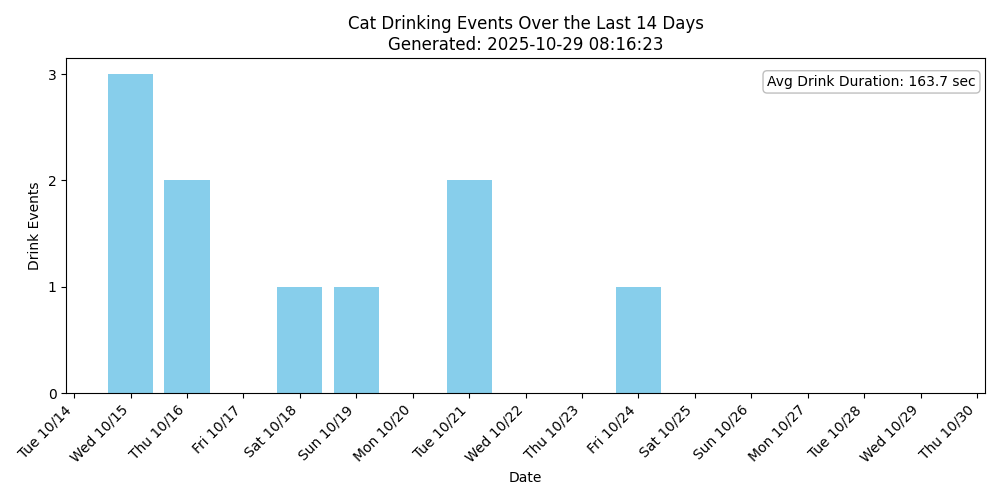 Cat Drinking Events Over the Last 14 Days
Generated: 2025-10-29 08:16:23
Avg Drink Duration: 163.7 sec
Drink Events
3
2
1
0
Tue 10/14
Wed 10/15
Thu 10/16
Fri 10/17
Sat 10/18
Sun 10/19
Mon 10/20
Tue 10/21
Wed 10/22
Thu 10/23
Fri 10/24
Sat 10/25
Sun 10/26
Mon 10/27
Tue 10/28
Wed 10/29
Thu 10/30
Date